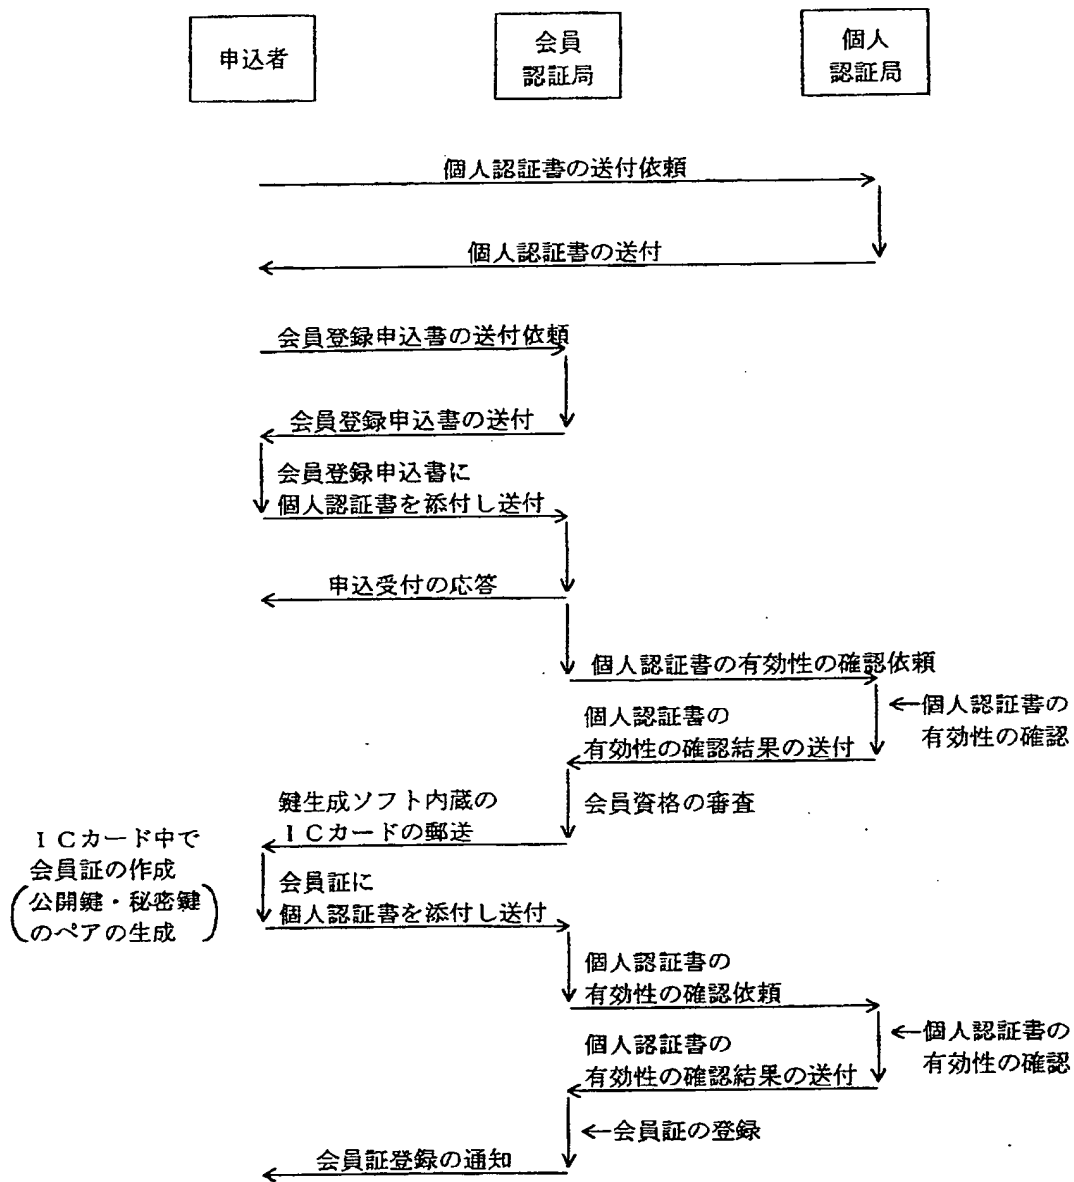 申込者
会員
認証局
個人
認証局
個人認証書の送付依頼
個人認証書の送付
会員登録申込書の送付依頼
会員登録申込書の送付
会員登録申込書に
個人認証書を添付し送付
申込受付の応答
個人認証書の有効性の確認依頼
←個人認証書の
有効性の確認
個人認証書の
有効性の確認結果の送付
会員資格の審査
鍵生成ソフト内蔵の
ICカードの郵送
ICカード中で
会員証の作成
(公開鍵・秘密鍵
のペアの生成)
会員証に
個人認証書を添付し送付
個人認証書の
有効性の確認依頼
←個人認証書の
有効性の確認
個人認証書の
有効性の確認結果の送付
←会員証の登録
会員証登録の通知